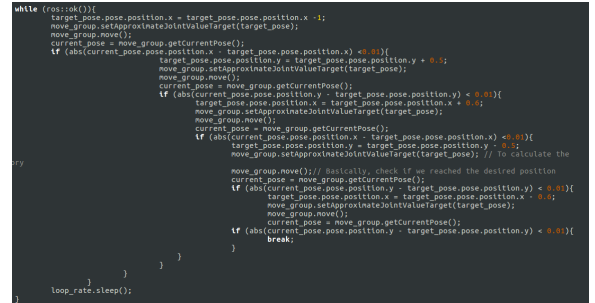 while (ros::ok()){
target_pose.pose.position.x = target_pose.pose.position.x -1;
move_group.setApproximateJointValueTarget(target_pose);
move_group.move();
current_pose = move_group.getCurrentPose();
if (abs(current_pose.pose.position.x - target_pose.pose.position.x) <0.01){
target_pose.pose.position.y = target_pose.pose.position.y + 0.5;
move_group.setApproximateJointValueTarget(target_pose);
move_group.move();
current_pose = move_group.getCurrentPose();
if (abs(current_pose.pose.position.y - target_pose.pose.position.y) < 0.01){
target_pose.pose.position.x = target_pose.pose.position.x + 0.6;
move_group.setApproximateJointValueTarget(target_pose);
move_group.move();
current_pose = move_group.getCurrentPose();
if (abs(current_pose.pose.position.x - target_pose.pose.position.x) <0.01){
target_pose.pose.position.y = target_pose.pose.position.y - 0.5;
move_group.setApproximateJointValueTarget(target_pose); // To calculate the
ory
move_group.move();// Basically, check if we reached the desired position
current_pose = move_group.getCurrentPose();
if (abs(current_pose.pose.position.y - target_pose.pose.position.y) < 0.01){
target_pose.pose.position.x = target_pose.pose.position.x - 0.6;
move_group.setApproximateJointValueTarget(target_pose);
move_group.move();
current_pose = move_group.getCurrentPose();
if (abs(current_pose.pose.position.y - target_pose.pose.position.y) < 0.01){
break;
}
}
}
}
}
loop_rate.sleep();
}